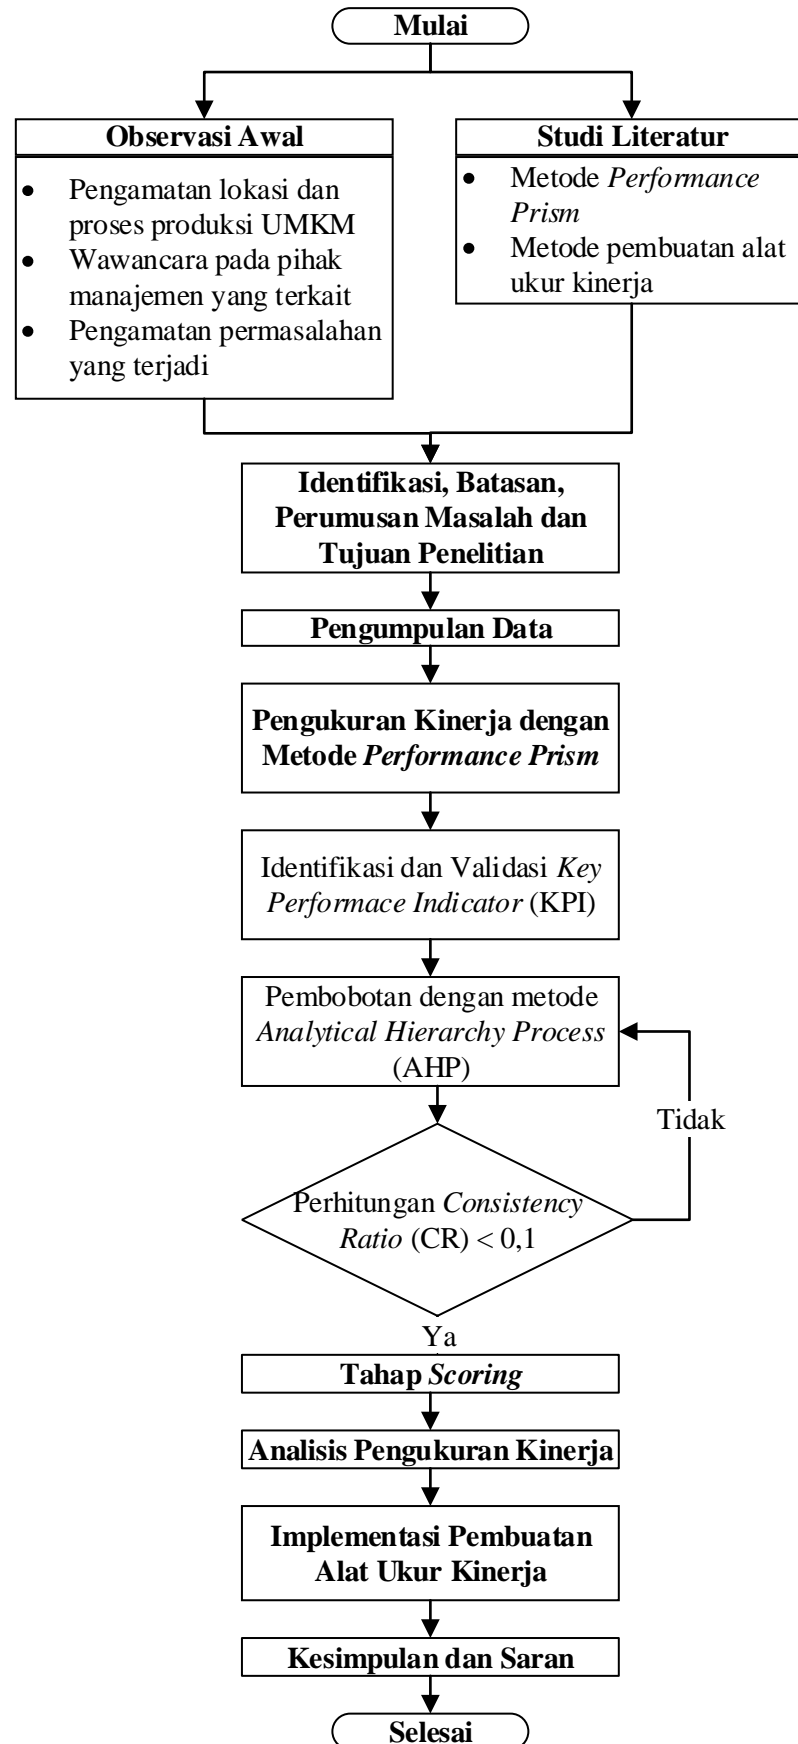 Mulai
Observasi Awal
• Pengamatan lokasi dan
proses produksi UMKM
• Wawancara pada pihak
manajemen yang terkait
• Pengamatan permasalahan
yang terjadi
Studi Literatur
• Metode Performance
Prism
• Metode pembuatan alat
ukur kinerja
Identifikasi, Batasan,
Perumusan Masalah dan
Tujuan Penelitian
Pengumpulan Data
Pengukuran Kinerja dengan
Metode Performance Prism
Identifikasi dan Validasi Key
Performace Indicator (KPI)
Pembobotan dengan metode
Analytical Hierarchy Process
(AHP)
Tidak
Perhitungan Consistency
Ratio (CR) < 0,1
Ya
Tahap Scoring
Analisis Pengukuran Kinerja
Implementasi Pembuatan
Alat Ukur Kinerja
Kesimpulan dan Saran
Selesai